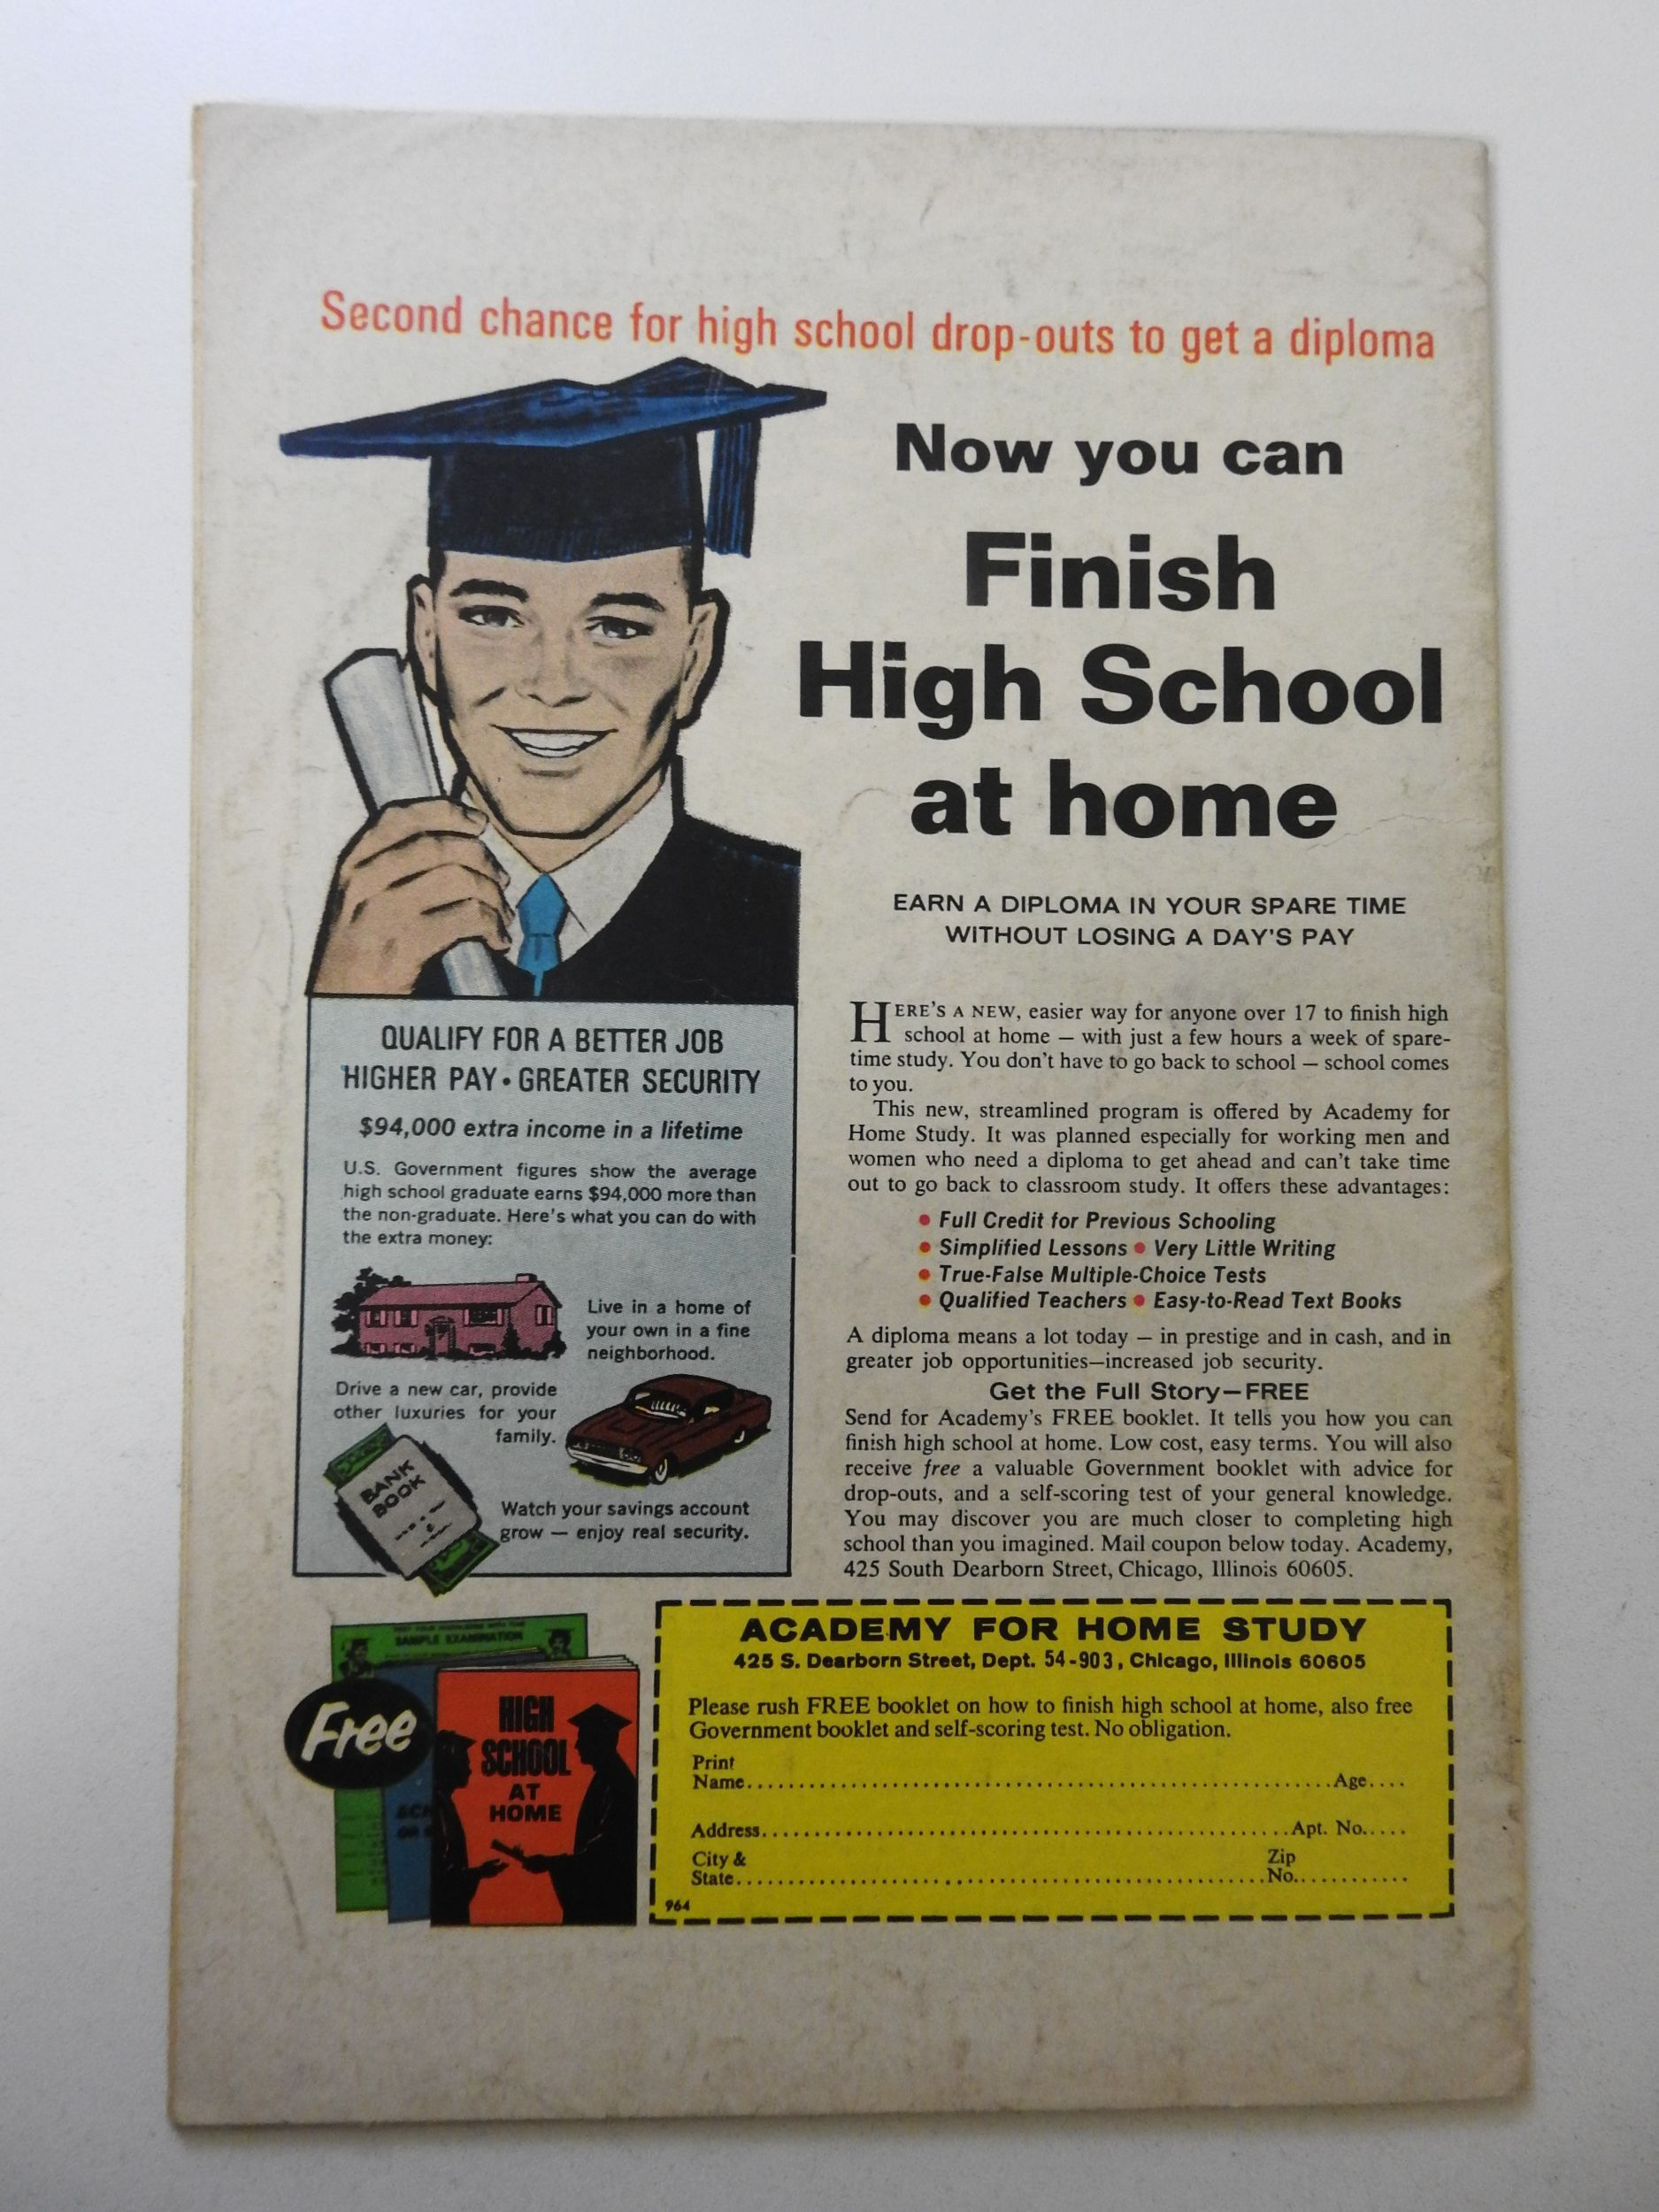 Second chance for high school drop-outs to get a diploma
Now you can
Finish
High School
at home
EARN A DIPLOMA IN YOUR SPARE TIME
WITHOUT LOSING A DAY'S PAY
QUALIFY FOR A BETTER JOB
HIGHER PAY • GREATER SECURITY
$94,000 extra income in a lifetime
U.S. Government figures show the average
high school graduate earns $94,000 more than
the non-graduate. Here's what you can do with
the extra money:
Live in a home of
your own in a fine
neighborhood.
Drive a new car, provide
other luxuries for your
family.
BANK
BOOK
Watch your savings account
grow — enjoy real security.
HERE'S A NEW, easier way for anyone over 17 to finish high
school at home — with just a few hours a week of spare-
time study. You don't have to go back to school — school comes
to you.
This new, streamlined program is offered by Academy for
Home Study. It was planned especially for working men and
women who need a diploma to get ahead and can't take time
out to go back to classroom study. It offers these advantages:
• Full Credit for Previous Schooling
• Simplified Lessons • Very Little Writing
• True-False Multiple-Choice Tests
• Qualified Teachers • Easy-to-Read Text Books
A diploma means a lot today — in prestige and in cash, and in
greater job opportunities—increased job security.
Get the Full Story—FREE
Send for Academy's FREE booklet. It tells you how you can
finish high school at home. Low cost, easy terms. You will also
receive free a valuable Government booklet with advice for
drop-outs, and a self-scoring test of your general knowledge.
You may discover you are much closer to completing high
school than you imagined. Mail coupon below today. Academy,
425 South Dearborn Street, Chicago, Illinois 60605.
SAMPLE EXAMINATION
Free
HIGH
SCHOOL
AT
HOME
ACADEMY FOR HOME STUDY
425 S. Dearborn Street, Dept. 54-903, Chicago, Illinois 60605
Please rush FREE booklet on how to finish high school at home, also free
Government booklet and self-scoring test. No obligation.
Print
Name..........Age....
Address..........Apt. No.....
City & Zip
State..........No...........
964